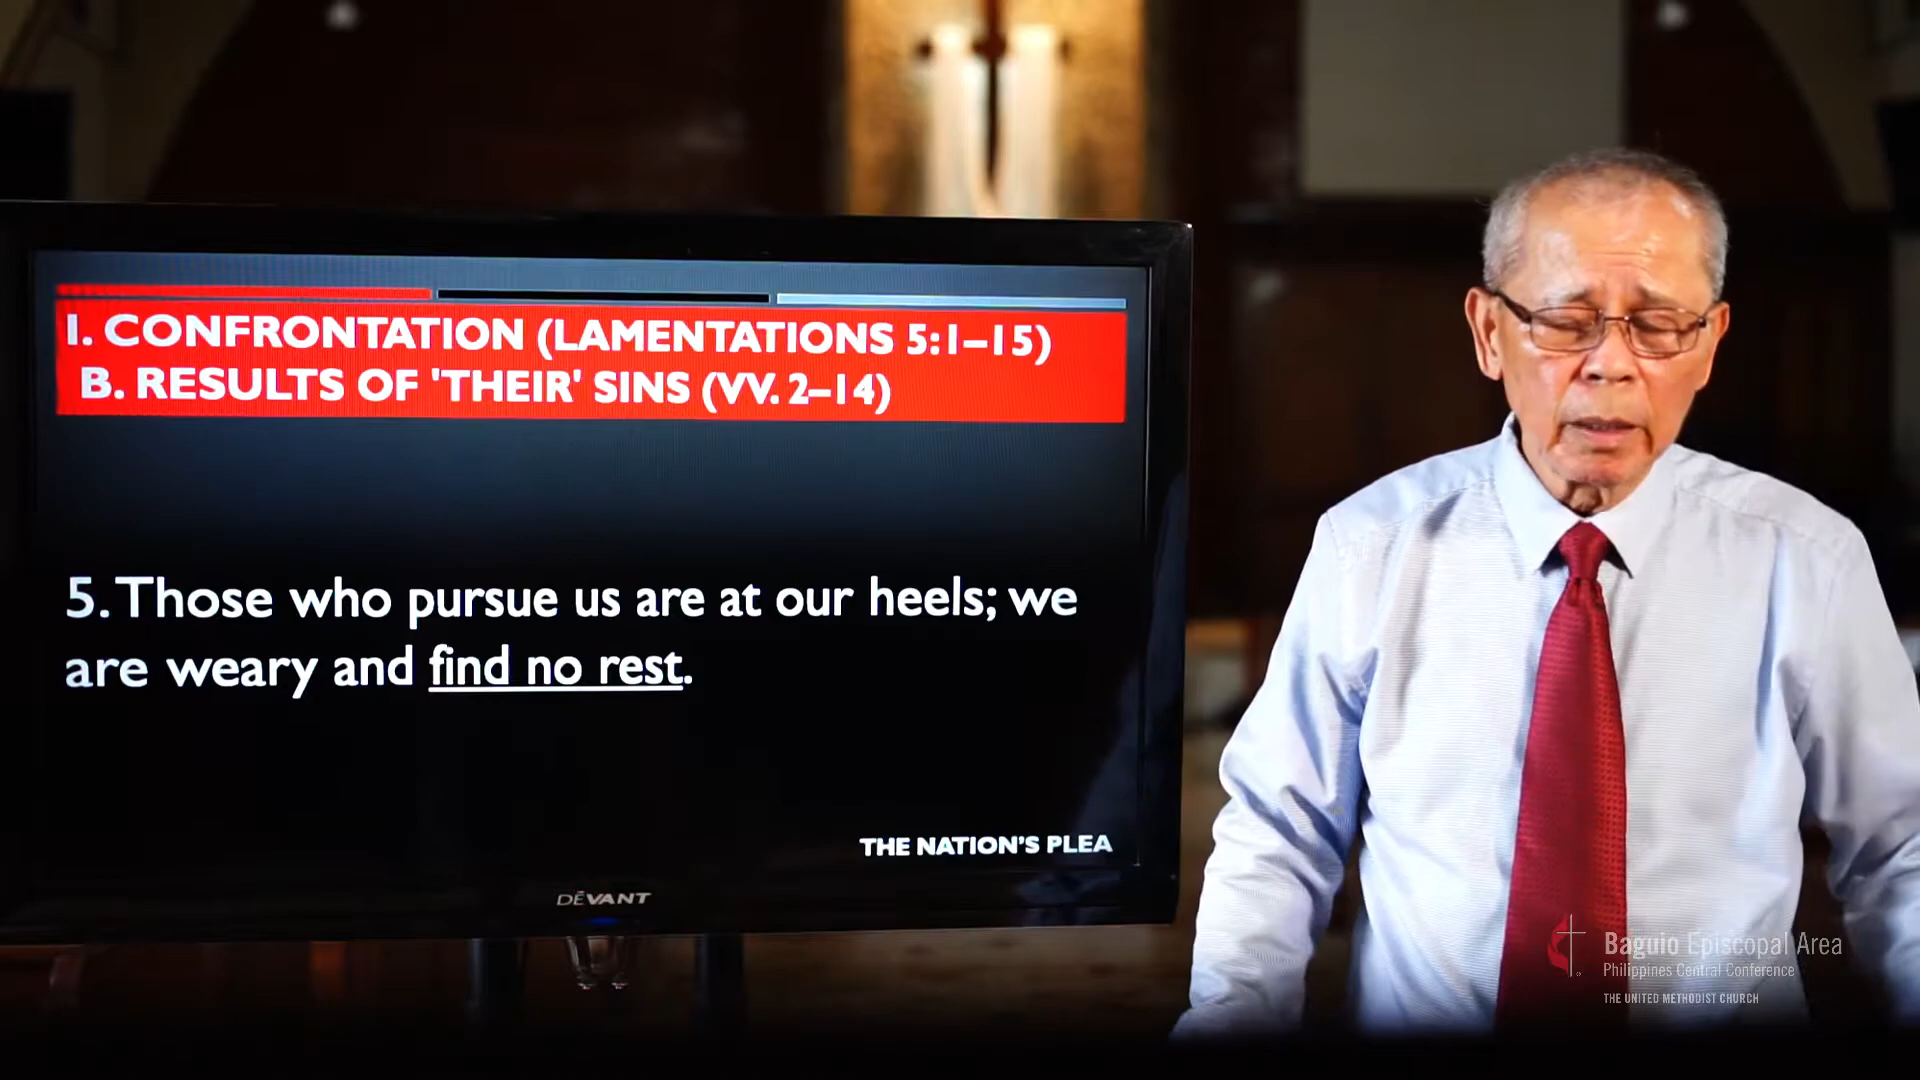 I. CONFRONTATION (LAMENTATIONS 5:1–15)
B. RESULTS OF 'THEIR' SINS (VV. 2–14)
5. Those who pursue us are at our heels; we
are weary and find no rest.
THE NATION'S PLEA
DĒVANT
Baguio Episcopal Area
Philippines Central Conference
THE UNITED METHODIST CHURCH